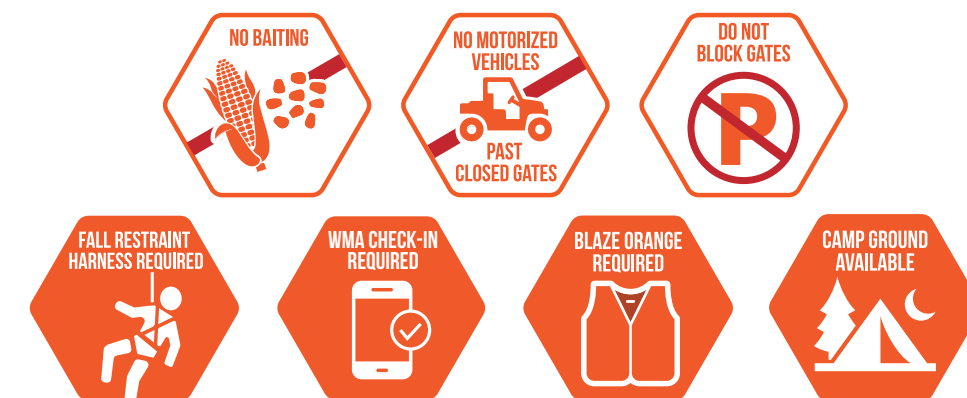 NO BAITING
NO MOTORIZED
VEHICLES
PAST
CLOSED GATES
DO NOT
BLOCK GATES
P
FALL RESTRAINT
HARNESS REQUIRED
WMA CHECK-IN
REQUIRED
BLAZE ORANGE
REQUIRED
CAMP GROUND
AVAILABLE